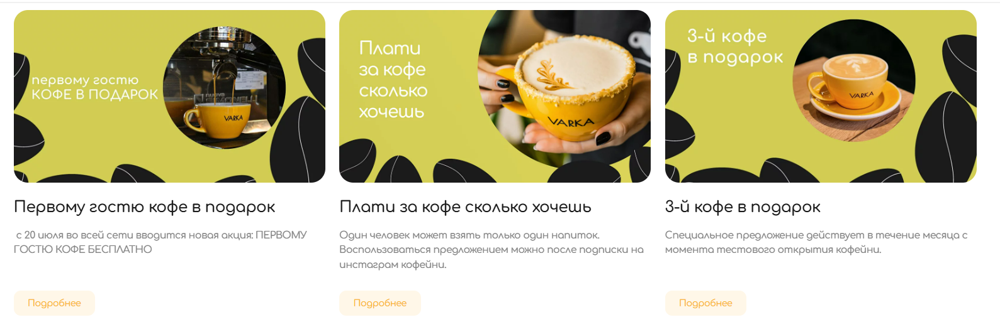 первому гостю
КОФЕ В ПОДАРОК
VARKA
Плати
за кофе
сколько
хочешь
VARKA
3-й кофе
в подарок
VARKA
Первому гостю кофе в подарок
с 20 июля во всей сети вводится новая акция: ПЕРВОМУ
ГОСТЮ КОФЕ БЕСПЛАТНО
Подробнее
Плати за кофе сколько хочешь
Один человек может взять только один напиток.
Воспользоваться предложением можно после подписки на
инстаграм кофейни.
Подробнее
3-й кофе в подарок
Специальное предложение действует в течение месяца с
момента тестового открытия кофейни.
Подробнее